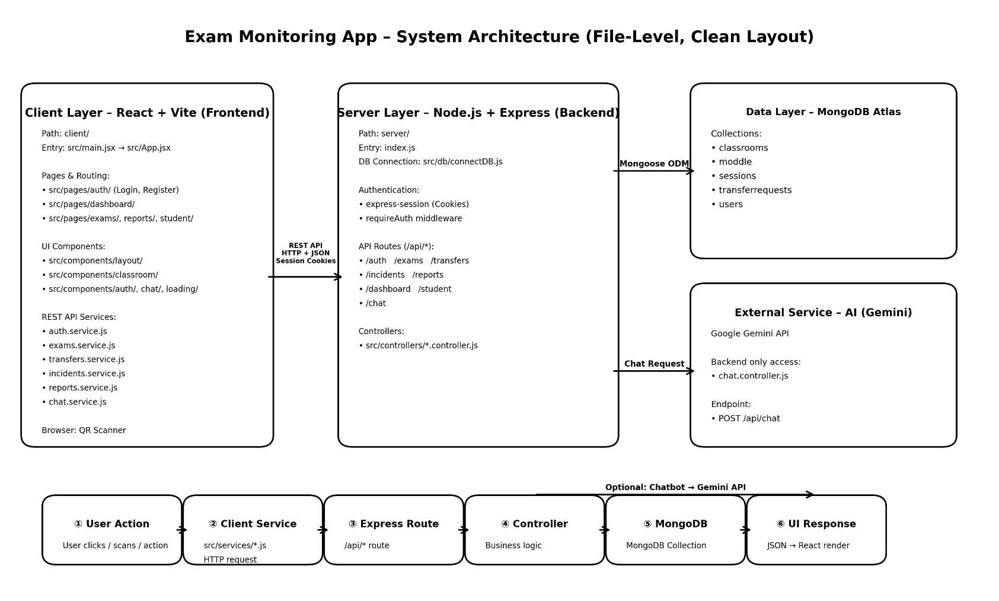 Exam Monitoring App – System Architecture (File-Level, Clean Layout)
Client Layer – React + Vite (Frontend)
Path: client/
Entry: src/main.jsx → src/App.jsx
Pages & Routing:
• src/pages/auth/ (Login, Register)
• src/pages/dashboard/
• src/pages/exams/, reports/, student/
UI Components:
• src/components/layout/
• src/components/classroom/
• src/components/auth/, chat/, loading/
REST API Services:
• auth.service.js
• exams.service.js
• transfers.service.js
• incidents.service.js
• reports.service.js
• chat.service.js
Browser: QR Scanner
REST API
HTTP + JSON
Session Cookies
Server Layer – Node.js + Express (Backend)
Path: server/
Entry: index.js
DB Connection: src/db/connectDB.js
Authentication:
• express-session (Cookies)
• requireAuth middleware
API Routes (/api/*):
• /auth   /exams   /transfers
• /incidents   /reports
• /dashboard   /student
• /chat
Controllers:
• src/controllers/*.controller.js
Mongoose ODM
Data Layer – MongoDB Atlas
Collections:
• classrooms
• moddle
• sessions
• transferrequests
• users
Chat Request
External Service – AI (Gemini)
Google Gemini API
Backend only access:
• chat.controller.js
Endpoint:
• POST /api/chat
Optional: Chatbot → Gemini API
① User Action
User clicks / scans / action
② Client Service
src/services/*.js
HTTP request
③ Express Route
/api/* route
④ Controller
Business logic
⑤ MongoDB
MongoDB Collection
⑥ UI Response
JSON → React render